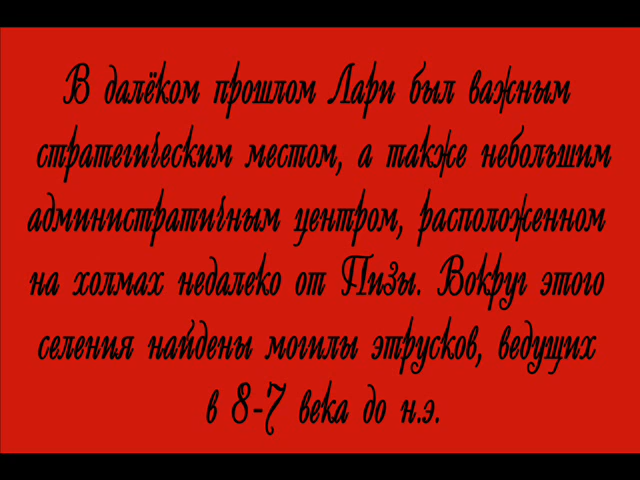 В далёком прошлом Лари был важным
стратегическим местом, а также небольшим
административным центром, расположенном
на холмах недалеко от Пизы. Вокруг этого
селения найдены могилы этрусков, ведущих
в 8-7 века до н.э.